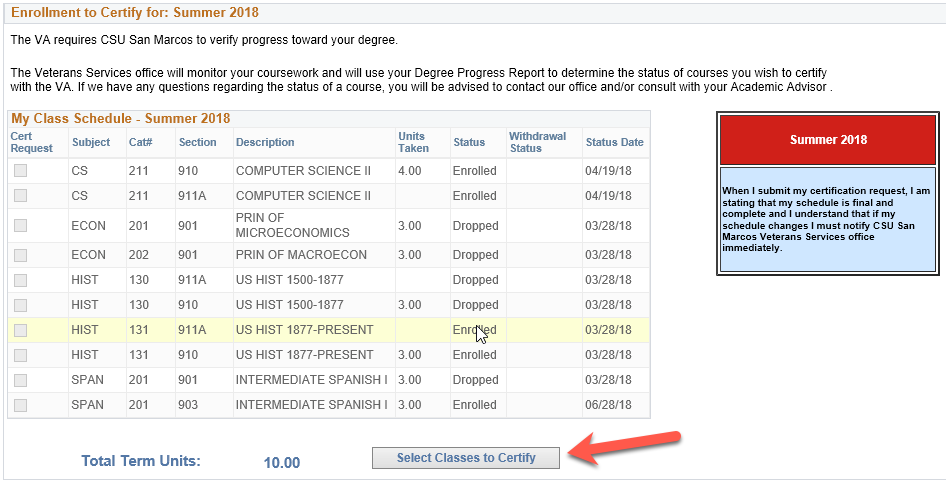 Enrollment to Certify for: Summer 2018
The VA requires CSU San Marcos to verify progress toward your degree.
The Veterans Services office will monitor your coursework and will use your Degree Progress Report to determine the status of courses you wish to certify
with the VA. If we have any questions regarding the status of a course, you will be advised to contact our office and/or consult with your Academic Advisor .
My Class Schedule - Summer 2018
Cert Request Subject Cat# Section Description Units Taken Status Withdrawal Status Status Date
CS 211 910 COMPUTER SCIENCE II 4.00 Enrolled 04/19/18
CS 211 911A COMPUTER SCIENCE II Enrolled 04/19/18
ECON 201 901 PRIN OF MICROECONOMICS 3.00 Dropped 03/28/18
ECON 202 901 PRIN OF MACROECON 3.00 Dropped 03/28/18
HIST 130 911A US HIST 1500-1877 Dropped 03/28/18
HIST 130 910 US HIST 1500-1877 3.00 Dropped 03/28/18
HIST 131 911A US HIST 1877-PRESENT Enrolled 03/28/18
HIST 131 910 US HIST 1877-PRESENT 3.00 Enrolled 03/28/18
SPAN 201 901 INTERMEDIATE SPANISH I 3.00 Dropped 03/28/18
SPAN 201 903 INTERMEDIATE SPANISH I 3.00 Enrolled 06/28/18
Total Term Units: 10.00 Select Classes to Certify
Summer 2018
When I submit my certification request, I am
stating that my schedule is final and
complete and I understand that if my
schedule changes I must notify CSU San
Marcos Veterans Services office
immediately.